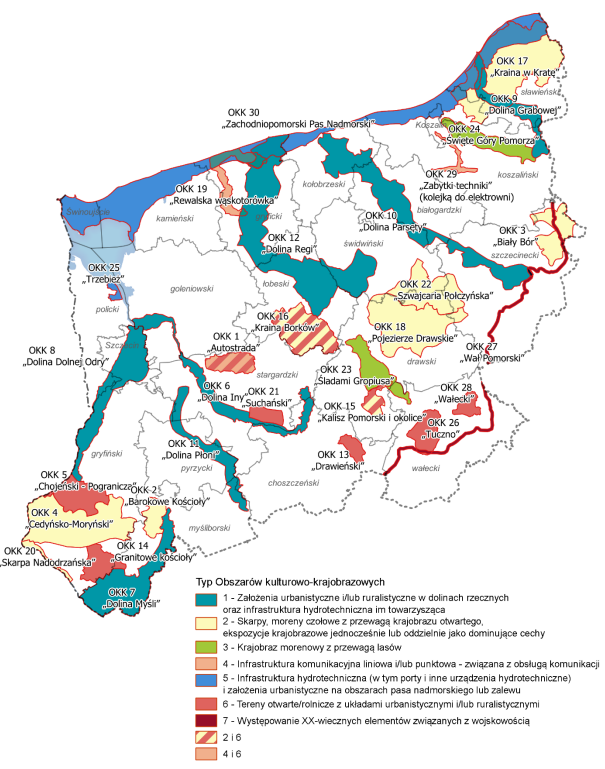 OKK 17
„Kraina w Kratę”
sławieński
OKK 9
„Dolina Grabowej”
OKK 30
„Zachodniopomorski Pas Nadmorski”
Koszalin
OKK 24
„Święte Góry Pomorza”
OKK 29
„Zabytki techniki”
(kolejką do elektrowni)
koszaliński
OKK 19
„Rewalska wąskotorówka”
kołobrzeski
białogardzki
Świnoujście
kamieński
gryficki
OKK 10
„Dolina Parsęty”
OKK 3
„Biały Bór”
szczecinecki
OKK 12
„Dolina Regi”
świdwiński
OKK 25
„Trzebież”
policki
goleniowski
łobeski
OKK 22
„Szwajcaria Połczyńska”
OKK 16
„Kraina Borków”
OKK 18
„Pojezierze Drawskie”
drawski
OKK 27
„Wał Pomorski”
OKK 1
„Autostrada”
OKK 8
„Dolina Dolnej Odry”
stargardzki
OKK 23
„Śladami Gropiusa”
OKK 6
„Dolina Iny”
OKK 21
„Suchański”
OKK 28
„Wałecki”
OKK 15
„Kalisz Pomorski i okolice”
OKK 26
„Tuczno”
OKK 11
„Dolina Płoni”
OKK 13
„Drawieński”
gryfiński
pyrzycki
wałecki
choszczeński
OKK 5
„Chojeński - Pogranicza”
OKK 2
„Barokowe Kościoły”
OKK 4
„Cedyńsko-Moryński”
myśliborski
OKK 20
„Skarpa Nadodrzańska”
OKK 14
„Granitowe kościoły”
OKK 7
„Dolina Myśli”
Typ Obszarów kulturowo-krajobrazowych
1 - Założenia urbanistyczne i/lub ruralistyczne w dolinach rzecznych
oraz infrastruktura hydrotechniczna im towarzysząca
2 - Skarpy, moreny czołowe z przewagą krajobrazu otwartego,
ekspozycje krajobrazowe jednocześnie lub oddzielnie jako dominujące cechy
3 - Krajobraz morenowy z przewagą lasów
4 - Infrastruktura komunikacyjna liniowa i/lub punktowa - związana z obsługą komunikacji
5 - Infrastruktura hydrotechniczna (w tym porty i inne urządzenia hydrotechniczne)
i założenia urbanistyczne na obszarach pasa nadmorskiego lub zalewu
6 - Tereny otwarte/rolnicze z układami urbanistycznymi i/lub ruralistycznymi
7 - Występowanie XX-wiecznych elementów związanych z wojskowością
2 i 6
4 i 6